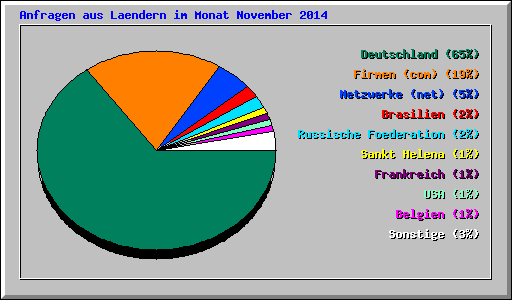 Anfragen aus Laendern im Monat November 2014
Deutschland (65%)
Firmen (com) (19%)
Netzwerke (net) (5%)
Brasilien (2%)
Russische Foederation (2%)
Sankt Helena (1%)
Frankreich (1%)
USA (1%)
Belgien (1%)
Sonstige (3%)